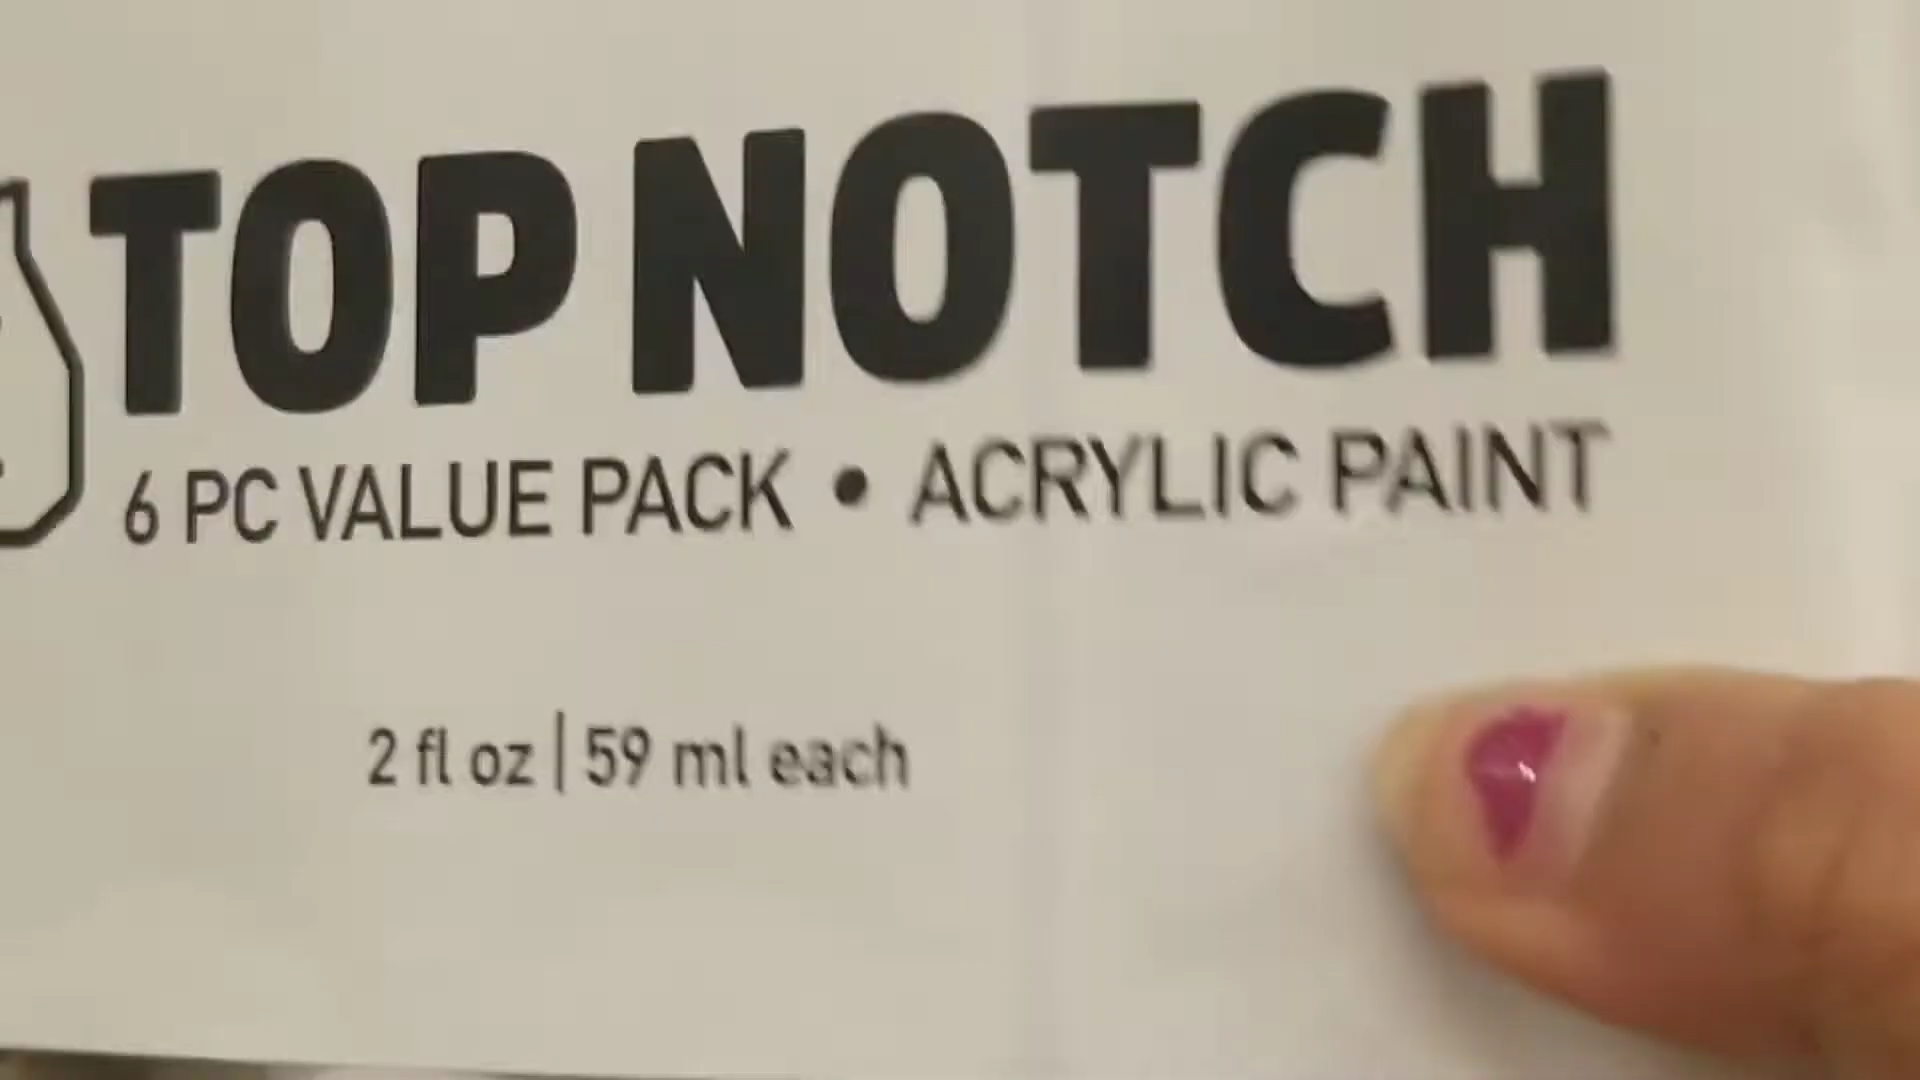 TOP NOTCH
6 PC VALUE PACK • ACRYLIC PAINT
2 fl oz | 59 ml each